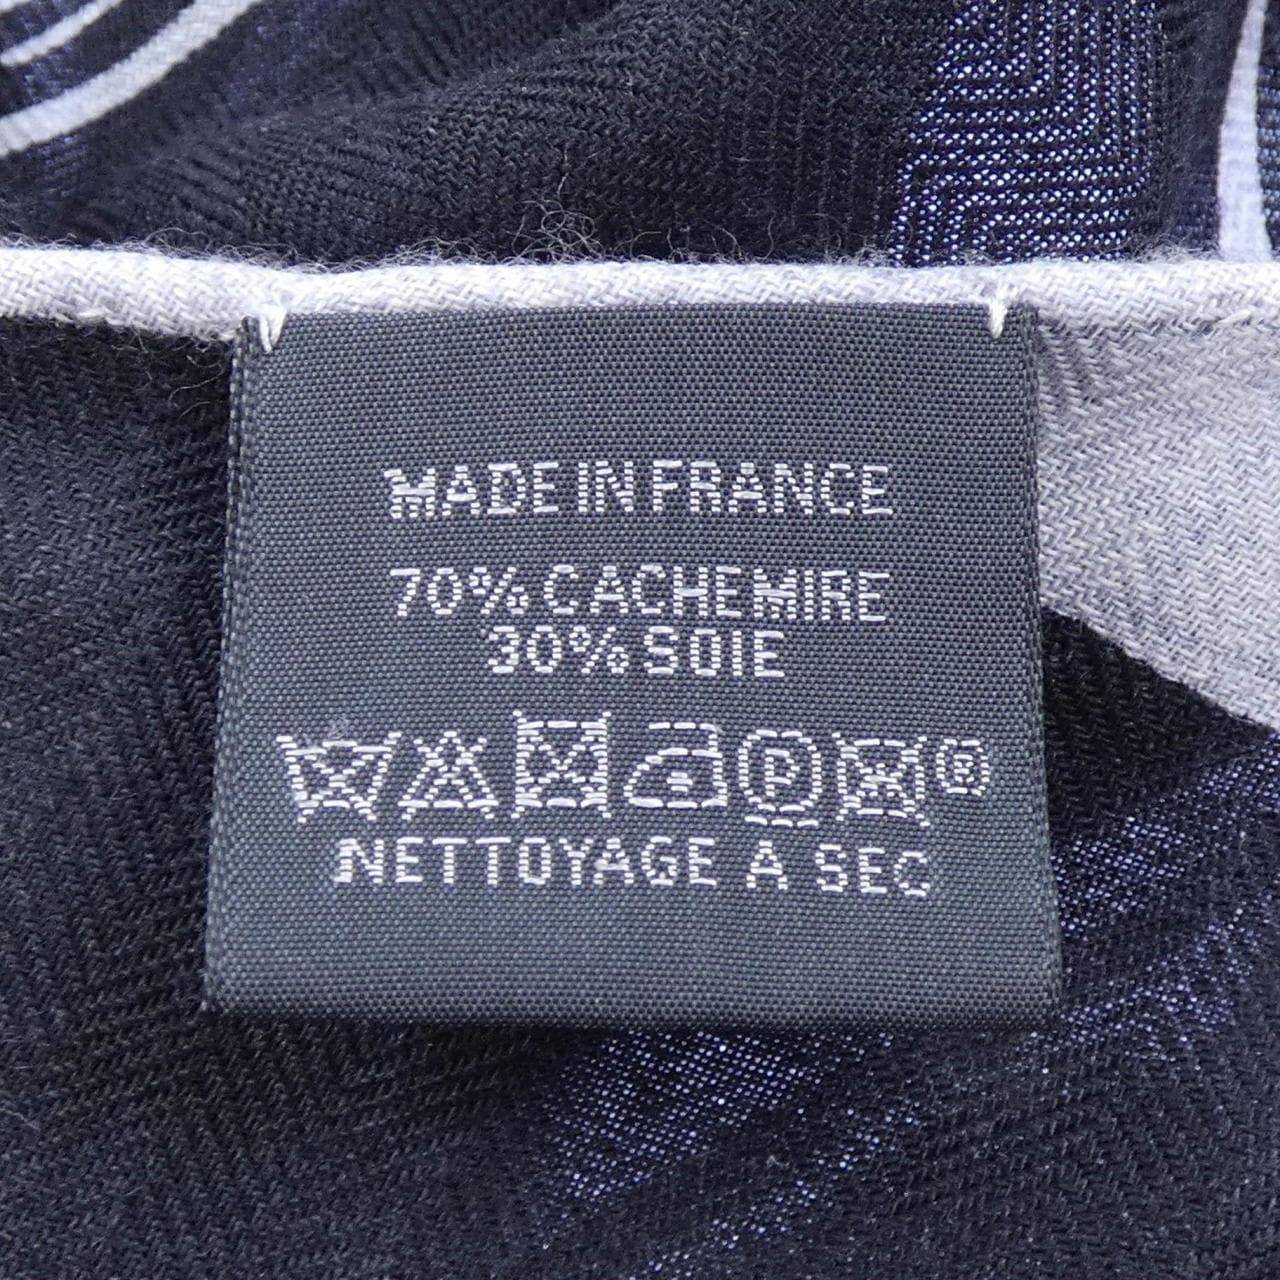 MADE IN FRANCE
70% CACHEMIRE
30% SOIE
P ®
NETTOYAGE A SEC